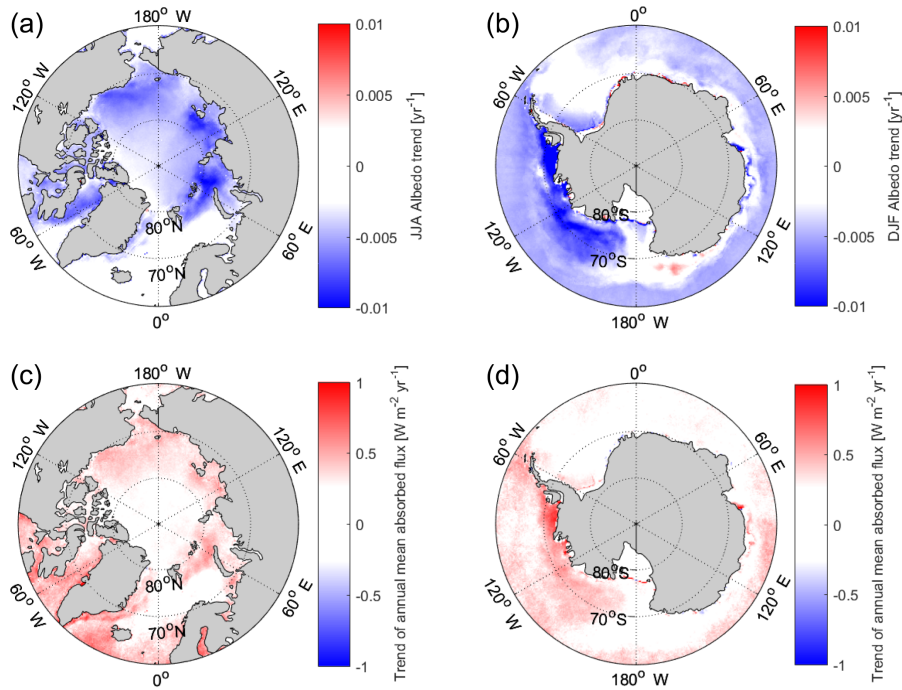 (a)
180° W
120° W
120° E
60° W
60° E
80°N
70°N
0°
0.01
0.005
0
-0.005
-0.01
JJA Albedo trend [yr⁻¹]
(b)
0°
60° W
60° E
120° W
120° E
80°S
70°S
180° W
0.01
0.005
0
-0.005
-0.01
DJF Albedo trend [yr⁻¹]
(c)
180° W
120° W
120° E
60° W
60° E
80°N
70°N
0°
1
0.5
0
-0.5
-1
Trend of annual mean absorbed flux [W m⁻² yr⁻¹]
(d)
0°
60° W
60° E
120° W
120° E
80°S
70°S
180° W
1
0.5
0
-0.5
-1
Trend of annual mean absorbed flux [W m⁻² yr⁻¹]